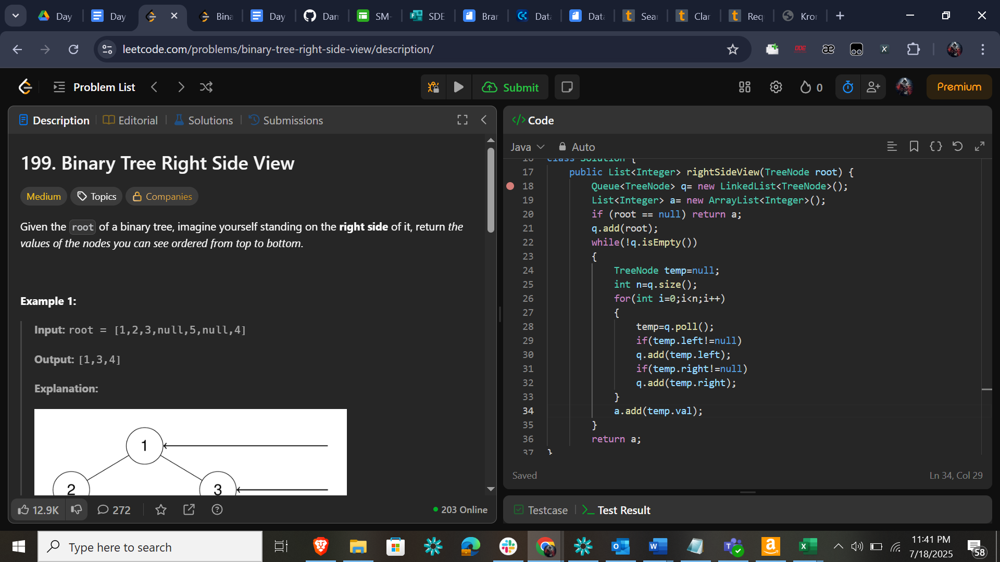 Day
Day
Bina
Day
Dam
SM-
SDE
Brar
Data
Data
Sear
Clar
Req
Kror
leetcode.com/problems/binary-tree-right-side-view/description/
Problem List
Submit
0
Premium
Description
Editorial
Solutions
Submissions
Code
Java
Auto
199. Binary Tree Right Side View
Medium
Topics
Companies
Given the root of a binary tree, imagine yourself standing on the right side of it, return the
values of the nodes you can see ordered from top to bottom.
Example 1:
Input: root = [1,2,3,null,5,null,4]
Output: [1,3,4]
Explanation:
1
2
3
12.9K
272
203 Online
16 class Solution {
17 public List<Integer> rightSideView(TreeNode root) {
18 Queue<TreeNode> q= new LinkedList<TreeNode>();
19 List<Integer> a= new ArrayList<Integer>();
20 if (root == null) return a;
21 q.add(root);
22 while(!q.isEmpty())
23 {
24 TreeNode temp=null;
25 int n=q.size();
26 for(int i=0;i<n;i++)
27 {
28 temp=q.poll();
29 if(temp.left!=null)
30 q.add(temp.left);
31 if(temp.right!=null)
32 q.add(temp.right);
33 }
34 a.add(temp.val);
35 }
36 return a;
37 }
Saved
Ln 34, Col 29
Testcase
Test Result
Type here to search
11:41 PM
7/18/2025
58